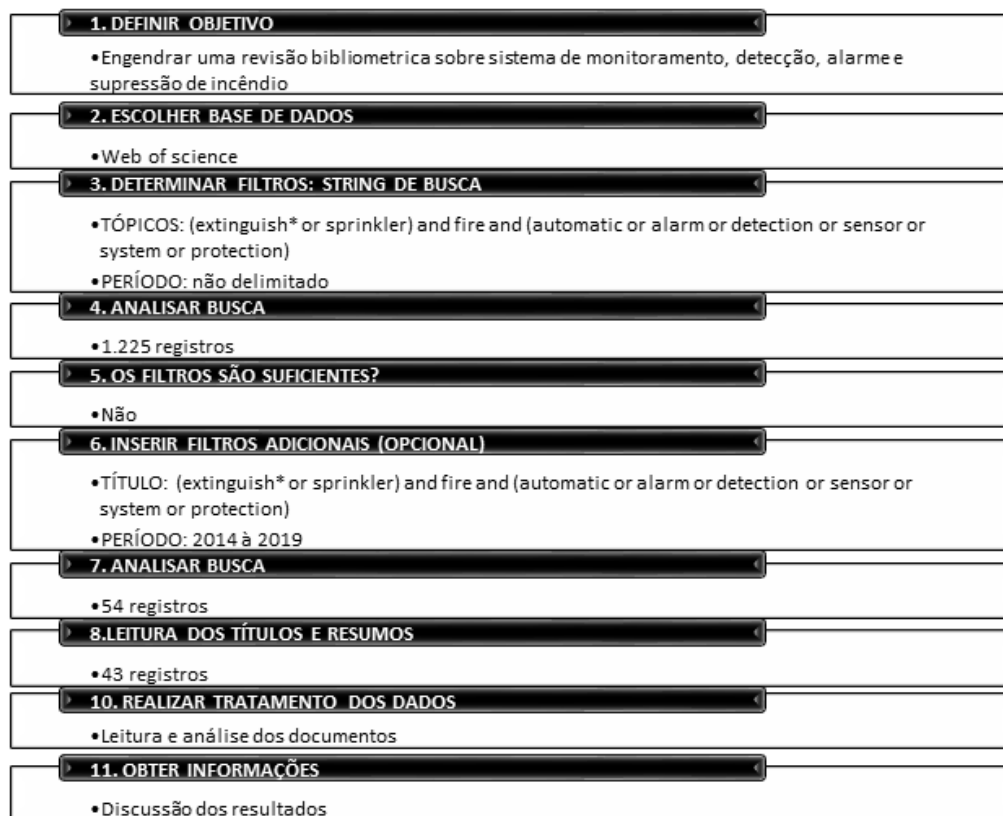 1. DEFINIR OBJETIVO
•Engendrar uma revisão bibliometrica sobre sistema de monitoramento, detecção, alarme e
supressão de incêndio
2. ESCOLHER BASE DE DADOS
•Web of science
3. DETERMINAR FILTROS: STRING DE BUSCA
•TÓPICOS: (extinguish* or sprinkler) and fire and (automatic or alarm or detection or sensor or
system or protection)
•PERÍODO: não delimitado
4. ANALISAR BUSCA
•1.225 registros
5. OS FILTROS SÃO SUFICIENTES?
•Não
6. INSERIR FILTROS ADICIONAIS (OPCIONAL)
•TÍTULO: (extinguish* or sprinkler) and fire and (automatic or alarm or detection or sensor or
system or protection)
•PERÍODO: 2014 à 2019
7. ANALISAR BUSCA
•54 registros
8.LEITURA DOS TÍTULOS E RESUMOS
•43 registros
10. REALIZAR TRATAMENTO DOS DADOS
•Leitura e análise dos documentos
11. OBTER INFORMAÇÕES
•Discussão dos resultados